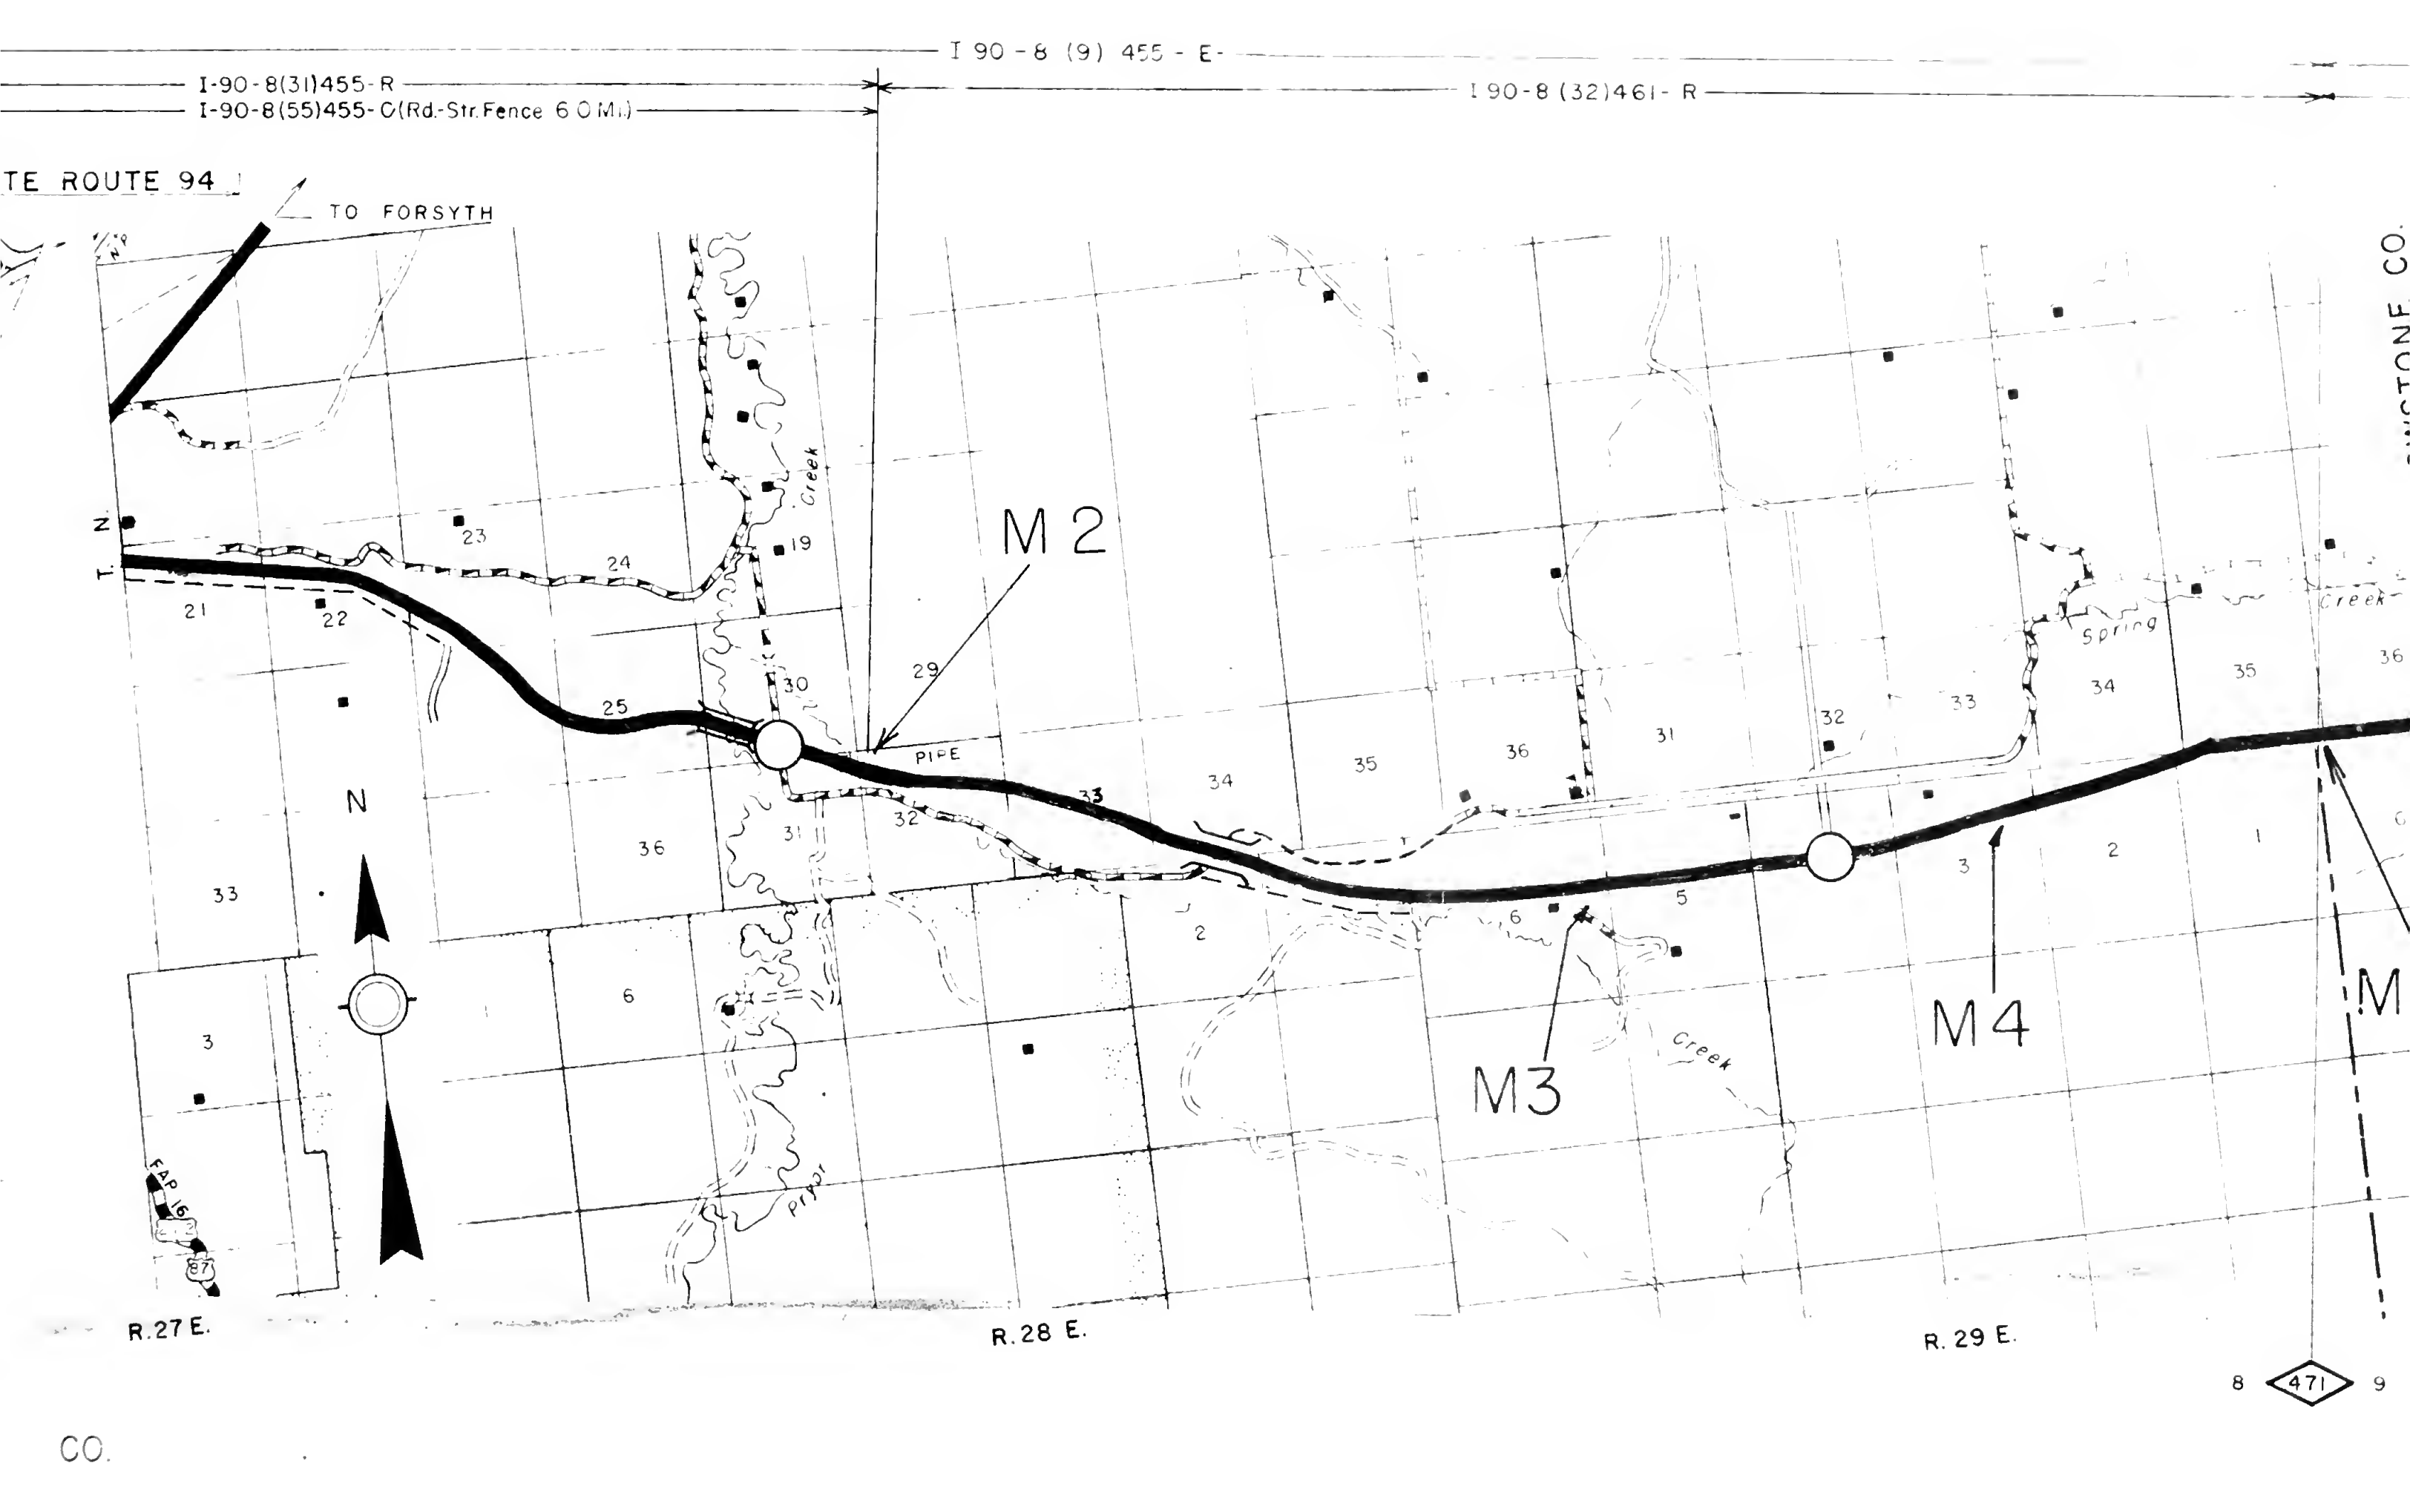 I 90-8 (9) 455-E-
I-90-8(31)455-R
I 90-8 (32)461-R
I-90-8(55)455-C(Rd.-Str. Fence 6.0 Mi.)
TE ROUTE 94
TO FORSYTH
CO.
N.
T.
23
24
19
Creek
M 2
21
22
25
30
29
PIPE
33
34
35
36
31
32
33
34
35
36
Spring
Creek
N
36
31
32
33
2
6
5
3
2
1
3
6
M3
M4
M
Creek
Pryor
FAP 16
212
87
R. 27 E.
R. 28 E.
R. 29 E.
8
471
9
CO.